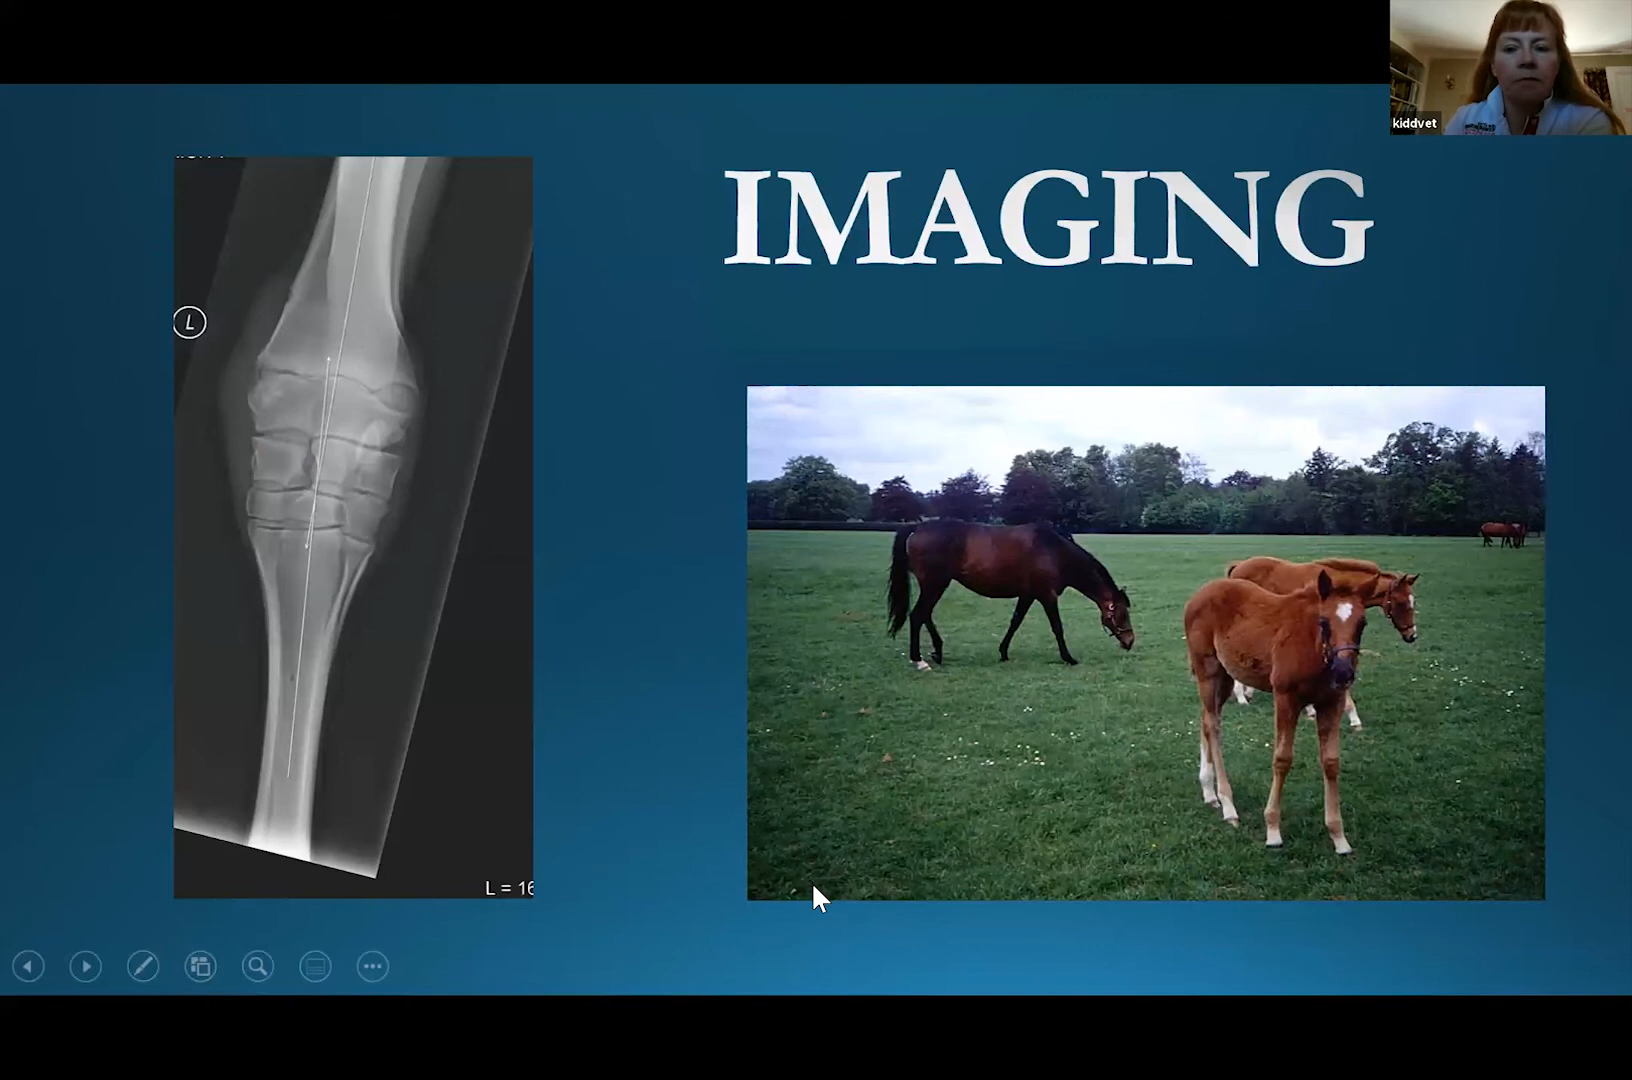 kiddvet
IMAGING
L
L = 16